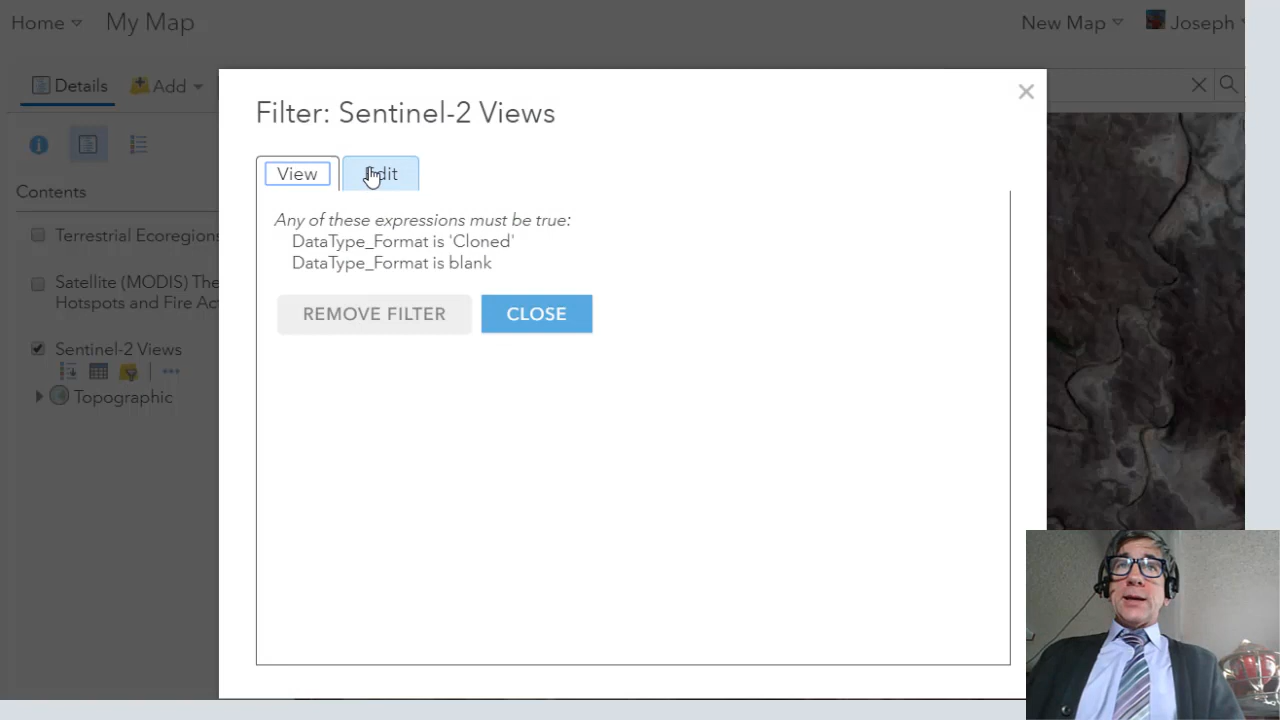 Home
My Map
New Map
Joseph
Details
Add
Filter: Sentinel-2 Views
View
Edit
Contents
Any of these expressions must be true:
DataType_Format is 'Cloned'
DataType_Format is blank
REMOVE FILTER
CLOSE
Terrestrial Ecoregions
Satellite (MODIS) The
Hotspots and Fire Act
Sentinel-2 Views
Topographic